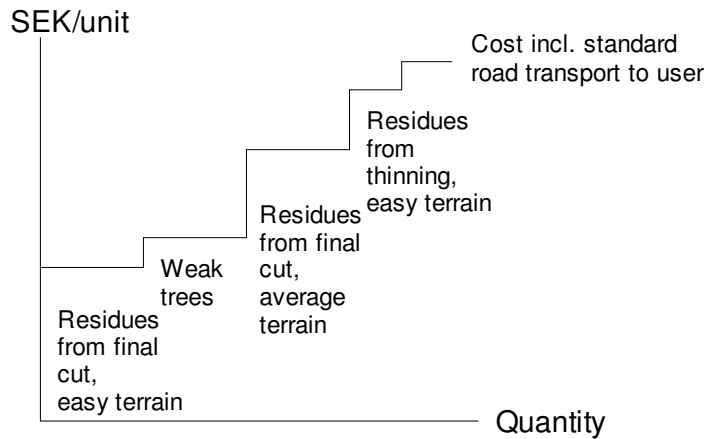 SEK/unit
Cost incl. standard
road transport to user
Residues
from
thinning,
easy terrain
Residues
from final
cut,
average
terrain
Weak
trees
Residues
from final
cut,
easy terrain
Quantity